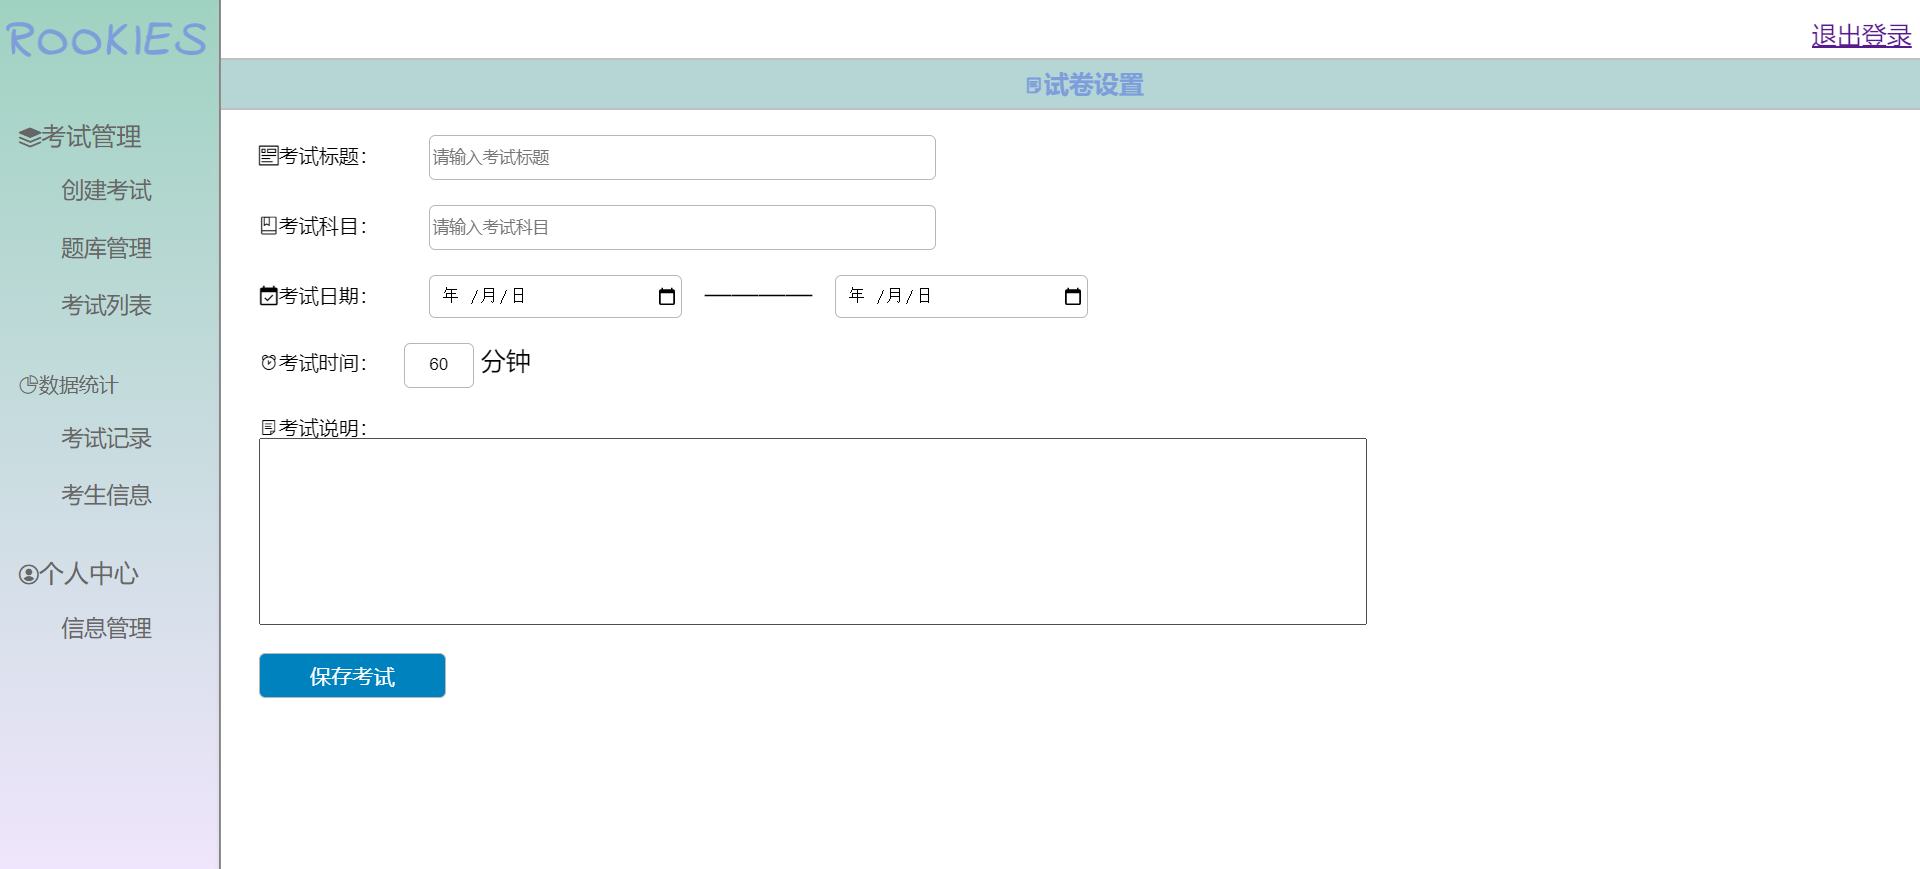 ROOKIES
退出登录
试卷设置
考试管理
创建考试
题库管理
考试列表
数据统计
考试记录
考生信息
个人中心
信息管理
考试标题： 请输入考试标题
考试科目： 请输入考试科目
考试日期： 年 /月/日 ———— 年 /月/日
考试时间： 60 分钟
考试说明：
保存考试